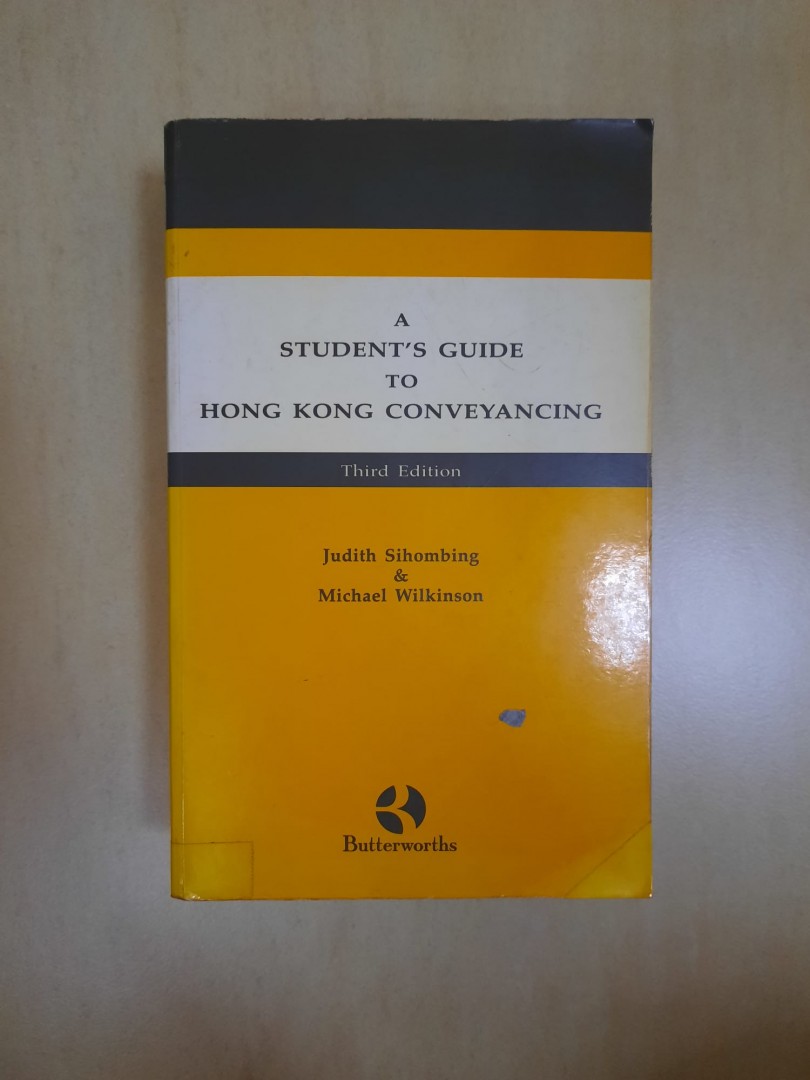 A
STUDENT'S GUIDE
TO
HONG KONG CONVEYANCING
Third Edition
Judith Sihombing
&
Michael Wilkinson
Butterworths